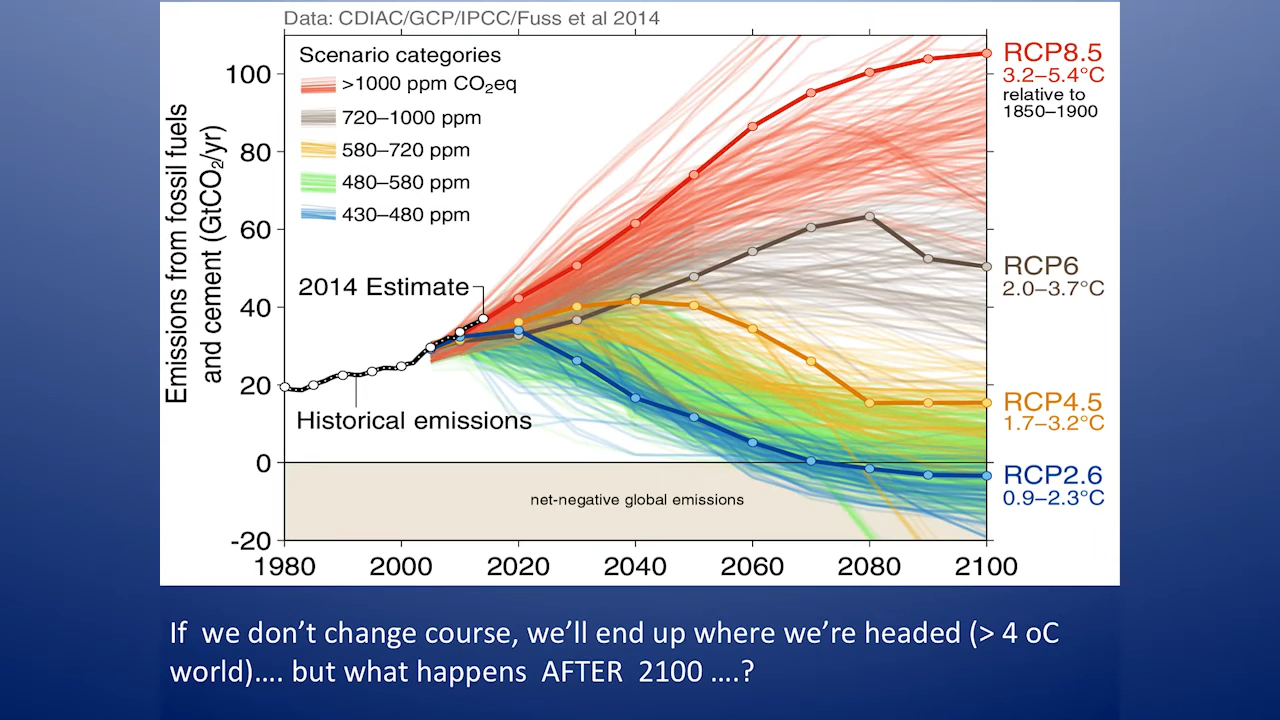 Data: CDIAC/GCP/IPCC/Fuss et al 2014
Scenario categories
>1000 ppm CO₂eq
720–1000 ppm
580–720 ppm
480–580 ppm
430–480 ppm
Emissions from fossil fuels
and cement (GtCO₂/yr)
100
80
60
40
20
0
-20
2014 Estimate
Historical emissions
net-negative global emissions
1980 2000 2020 2040 2060 2080 2100
RCP8.5
3.2–5.4°C
relative to
1850–1900
RCP6
2.0–3.7°C
RCP4.5
1.7–3.2°C
RCP2.6
0.9–2.3°C
If we don’t change course, we’ll end up where we’re headed (> 4 oC
world)…. but what happens AFTER 2100 ….?